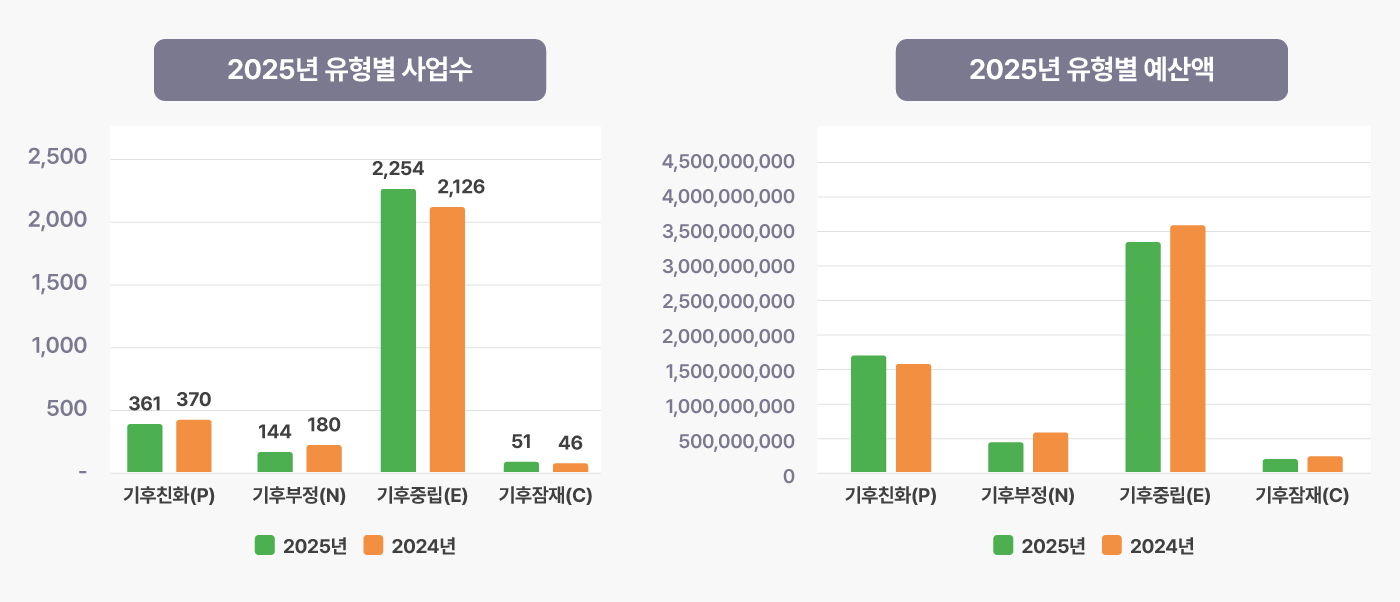 2025년 유형별 사업수
2,500
2,000
1,500
1,000
500
-
2,254
2,126
361
370
144
180
51
46
기후친화(P)
기후부정(N)
기후중립(E)
기후잠재(C)
2025년
2024년
2025년 유형별 예산액
4,500,000,000
4,000,000,000
3,500,000,000
3,000,000,000
2,500,000,000
2,000,000,000
1,500,000,000
1,000,000,000
500,000,000
0
기후친화(P)
기후부정(N)
기후중립(E)
기후잠재(C)
2025년
2024년